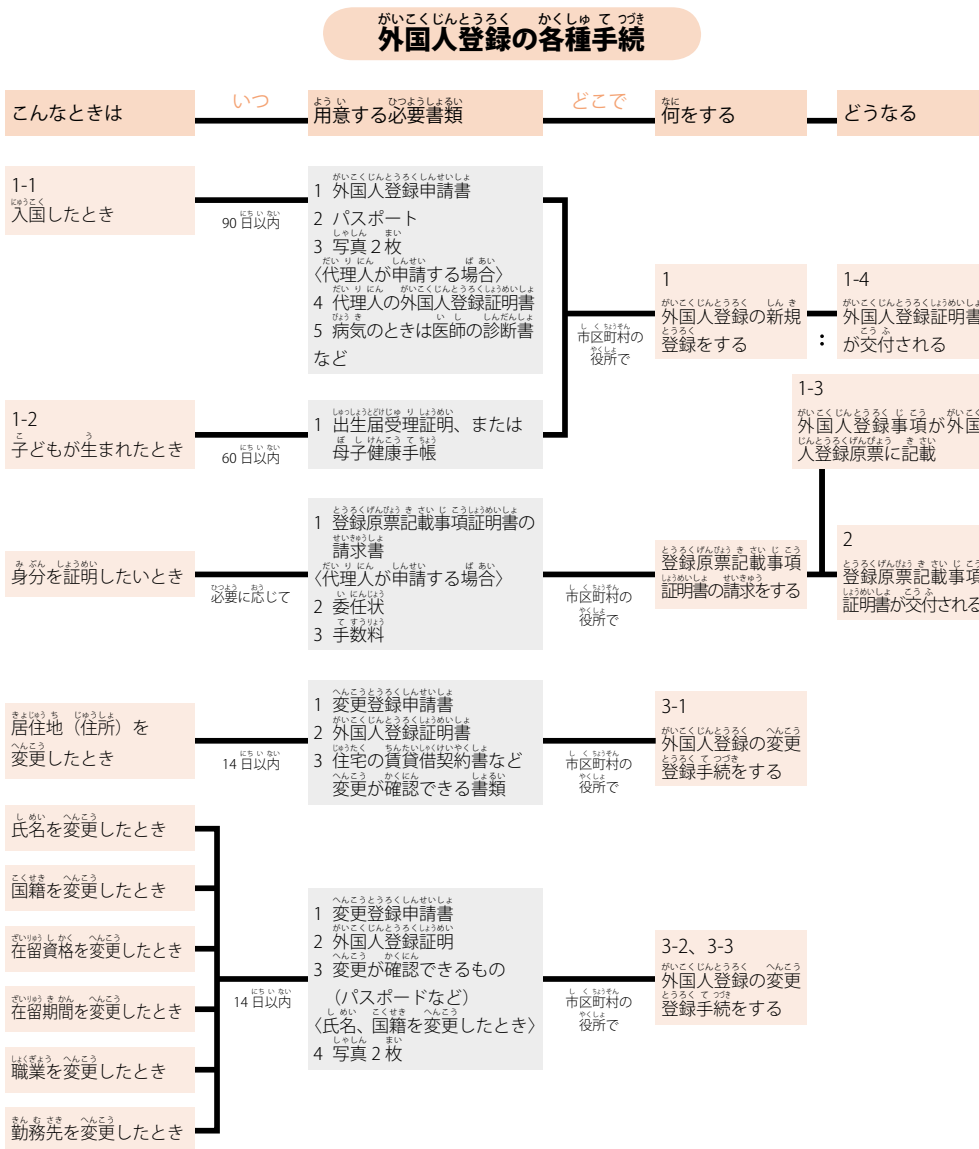 外国人登録の各種手続
こんなときは
いつ
用意する必要書類
どこで
何をする
どうなる
1-1
入国したとき
90 日以内
1 外国人登録申請書
2 パスポート
3 写真 2 枚
〈代理人が申請する場合〉
4 代理人の外国人登録証明書
5 病気のときは医師の診断書
など
1-2
子どもが生まれたとき
60 日以内
1 出生届受理証明、または
母子健康手帳
市区町村の
役所で
1
外国人登録の新規
登録をする
:
1-4
外国人登録証明書
が交付される
1-3
外国人登録事項が外国
人登録原票に記載
身分を証明したいとき
必要に応じて
1 登録原票記載事項証明書の
請求書
〈代理人が申請する場合〉
2 委任状
3 手数料
市区町村の
役所で
登録原票記載事項
証明書の請求をする
2
登録原票記載事項
証明書が交付される
居住地（住所）を
変更したとき
14 日以内
1 変更登録申請書
2 外国人登録証明書
3 住宅の賃貸借契約書など
変更が確認できる書類
市区町村の
役所で
3-1
外国人登録の変更
登録手続をする
氏名を変更したとき
国籍を変更したとき
在留資格を変更したとき
在留期間を変更したとき
職業を変更したとき
勤務先を変更したとき
14 日以内
1 変更登録申請書
2 外国人登録証明
3 変更が確認できるもの
（パスポードなど）
〈氏名、国籍を変更したとき〉
4 写真 2 枚
市区町村の
役所で
3-2、3-3
外国人登録の変更
登録手続をする